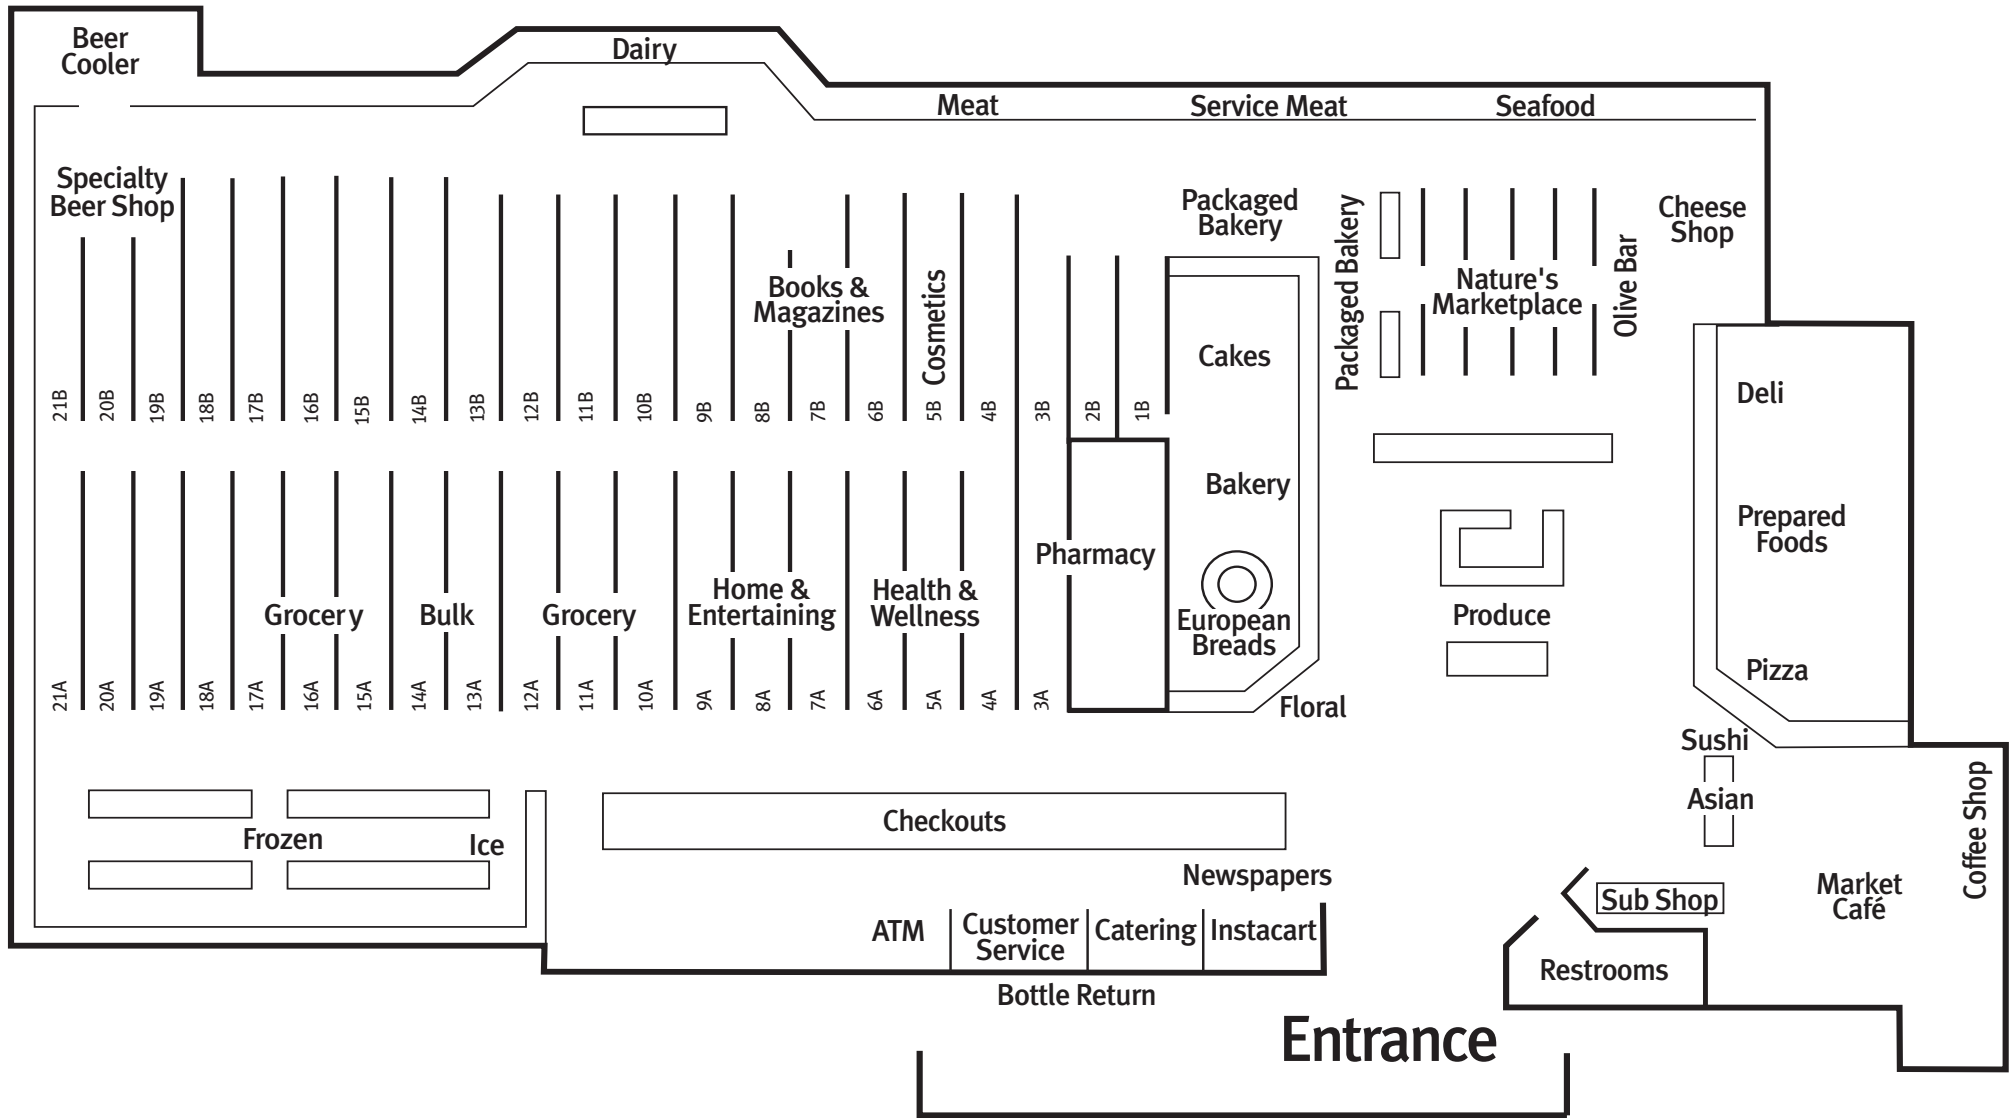 Beer
Cooler
Dairy
Meat
Service Meat
Seafood
Specialty
Beer Shop
Packaged
Bakery
Packaged Bakery
Nature's
Marketplace
Olive Bar
Cheese
Shop
Books &
Magazines
Cosmetics
Cakes
Deli
21B
20B
19B
18B
17B
16B
15B
14B
13B
12B
11B
10B
9B
8B
7B
6B
5B
4B
3B
2B
1B
Bakery
Prepared
Foods
Pharmacy
Grocery
Bulk
Grocery
Home &
Entertaining
Health &
Wellness
European
Breads
Produce
Pizza
21A
20A
19A
18A
17A
16A
15A
14A
13A
12A
11A
10A
9A
8A
7A
6A
5A
4A
3A
Floral
Sushi
Asian
Coffee Shop
Frozen
Ice
Checkouts
Newspapers
Sub Shop
Market
Café
ATM
Customer
Service
Catering
Instacart
Restrooms
Bottle Return
Entrance